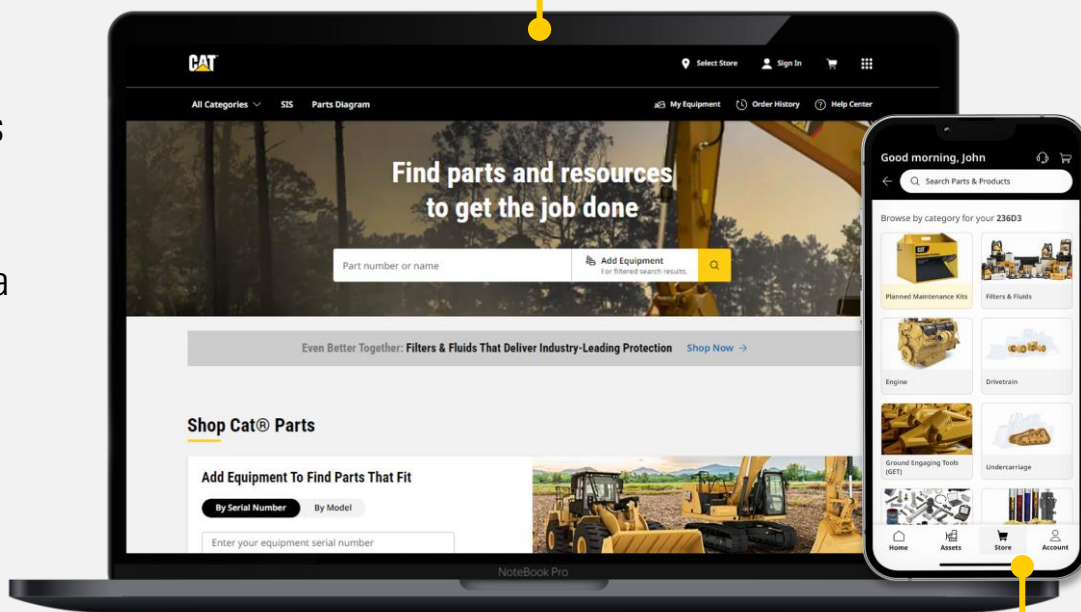 s
a
CAT
Select Store
Sign In
All Categories
SIS
Parts Diagram
My Equipment
Order History
Help Center
Find parts and resources
to get the job done
Part number or name
Add Equipment
For filtered search results.
Even Better Together: Filters & Fluids That Deliver Industry-Leading Protection Shop Now →
Shop Cat® Parts
Add Equipment To Find Parts That Fit
By Serial Number
By Model
Enter your equipment serial number
NoteBook Pro
Good morning, John
Search Parts & Products
Browse by category for your 236D3
Planned Maintenance Kits
Filters & Fluids
Engine
Drivetrain
Ground Engaging Tools
(GET)
Undercarriage
Home
Assets
Store
Account